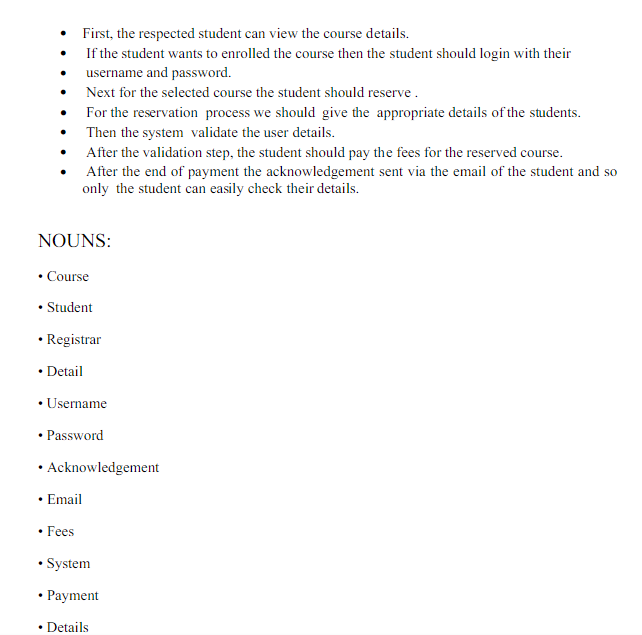 • First, the respected student can view the course details.
• If the student wants to enrolled the course then the student should login with their
• username and password.
• Next for the selected course the student should reserve .
• For the reservation process we should give the appropriate details of the students.
• Then the system validate the user details.
• After the validation step, the student should pay the fees for the reserved course.
• After the end of payment the acknowledgement sent via the email of the student and so
only the student can easily check their details.
NOUNS:
• Course
• Student
• Registrar
• Detail
• Username
• Password
• Acknowledgement
• Email
• Fees
• System
• Payment
• Details